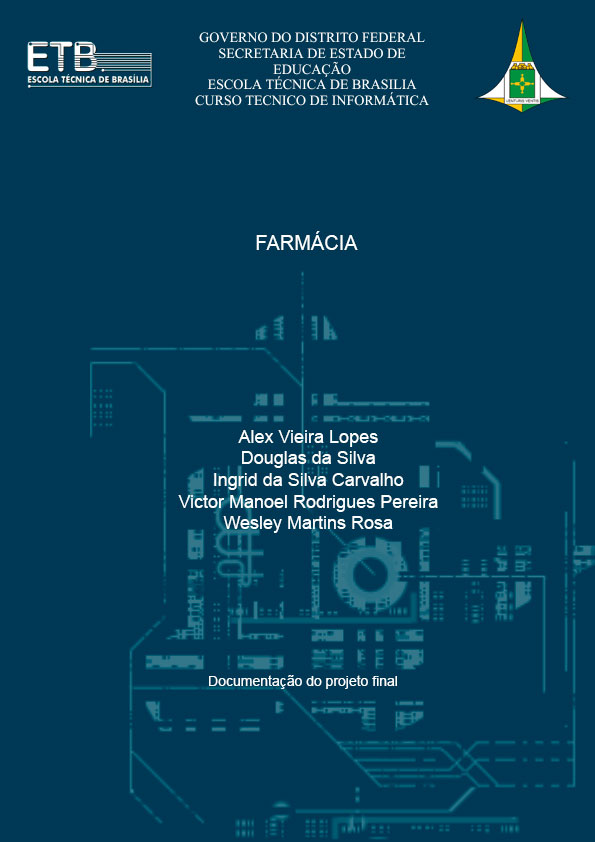 ETB
ESCOLA TÉCNICA DE BRASÍLIA
GOVERNO DO DISTRITO FEDERAL
SECRETARIA DE ESTADO DE
EDUCAÇÃO
ESCOLA TÉCNICA DE BRASILIA
CURSO TECNICO DE INFORMÁTICA
VENTURIS VENTIS
FARMÁCIA
Alex Vieira Lopes
Douglas da Silva
Ingrid da Silva Carvalho
Victor Manoel Rodrigues Pereira
Wesley Martins Rosa
Documentação do projeto final